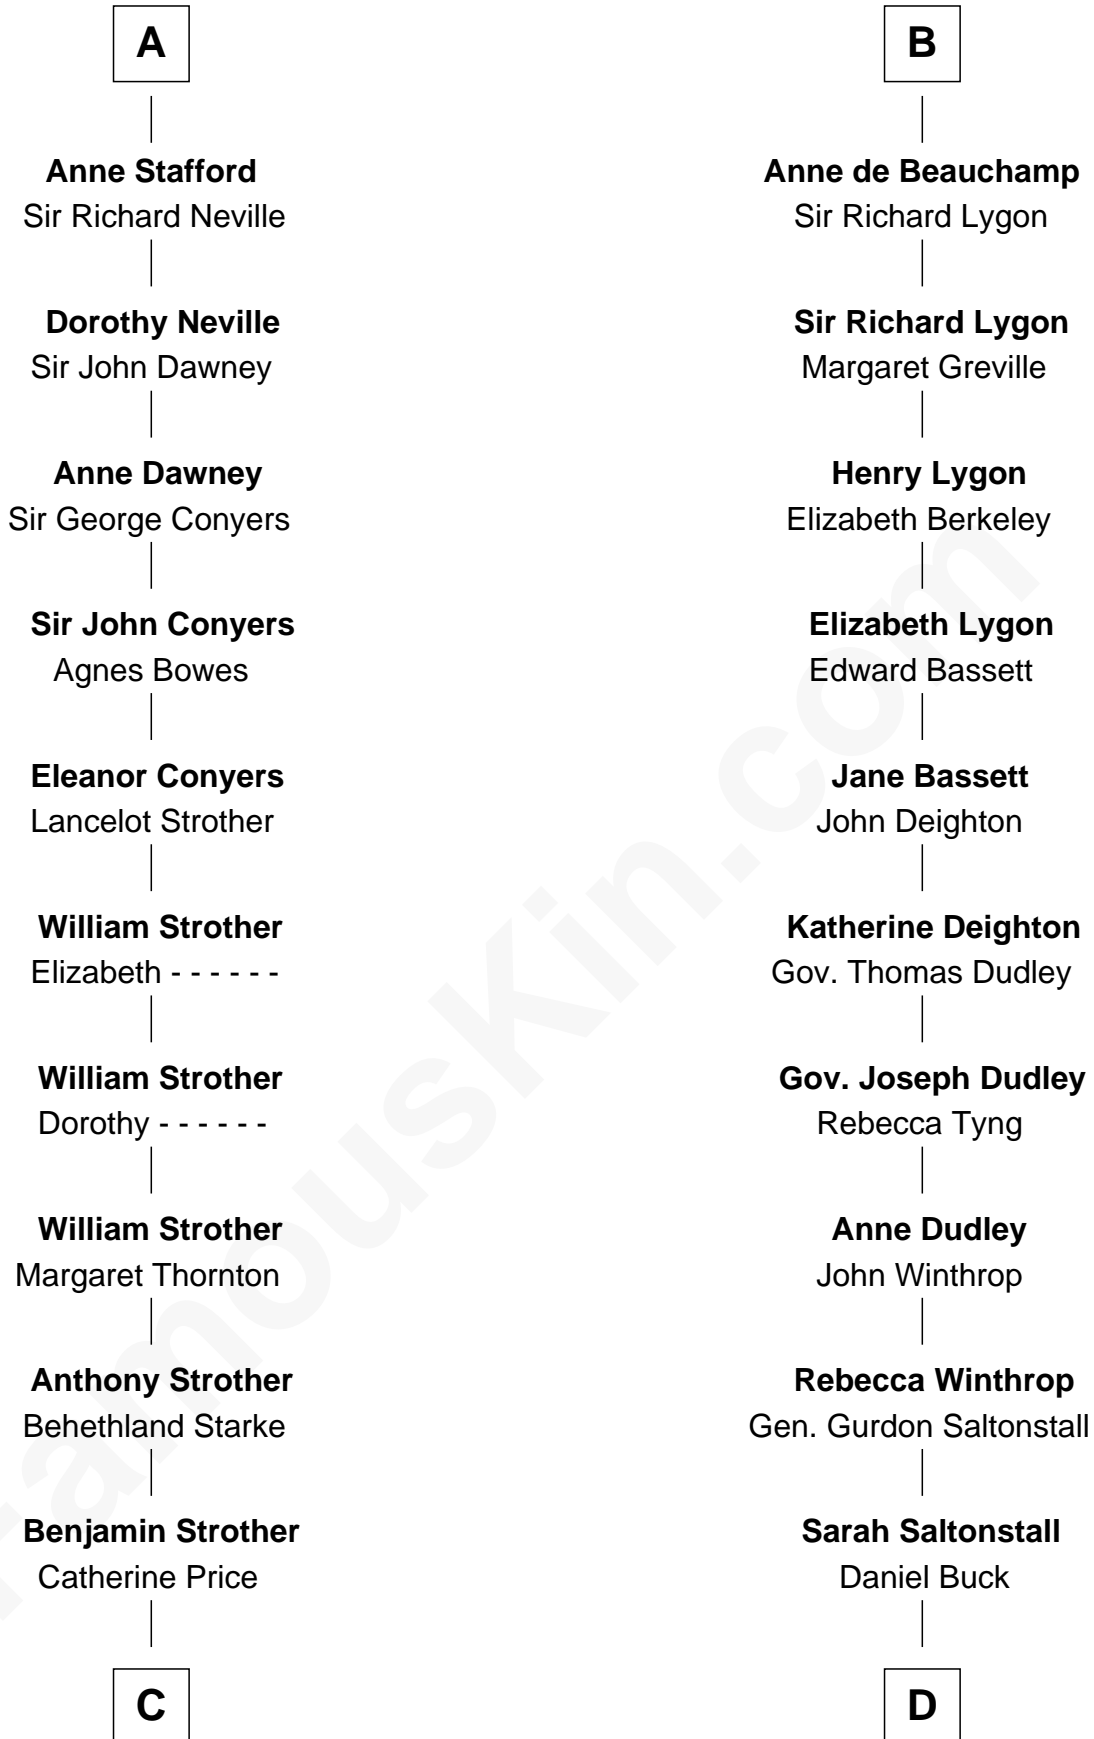 A
Anne Stafford
Sir Richard Neville
Dorothy Neville
Sir John Dawney
Anne Dawney
Sir George Conyers
Sir John Conyers
Agnes Bowes
Eleanor Conyers
Lancelot Strother
William Strother
Elizabeth - - - - - -
William Strother
Dorothy - - - - - -
William Strother
Margaret Thornton
Anthony Strother
Behethland Starke
Benjamin Strother
Catherine Price
C
B
Anne de Beauchamp
Sir Richard Lygon
Sir Richard Lygon
Margaret Greville
Henry Lygon
Elizabeth Berkeley
Elizabeth Lygon
Edward Bassett
Jane Bassett
John Deighton
Katherine Deighton
Gov. Thomas Dudley
Gov. Joseph Dudley
Rebecca Tyng
Anne Dudley
John Winthrop
Rebecca Winthrop
Gen. Gurdon Saltonstall
Sarah Saltonstall
Daniel Buck
D
FamousKin.com